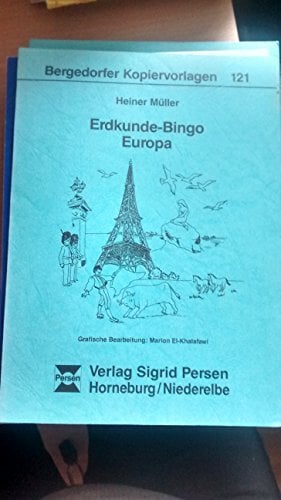 Bergedorfer Kopiervorlagen 121
Heiner Müller
Erdkunde-Bingo
Europa
Grafische Bearbeitung: Marion El-Khalafawi
Persen
Verlag Sigrid Persen
Horneburg/Niederelbe